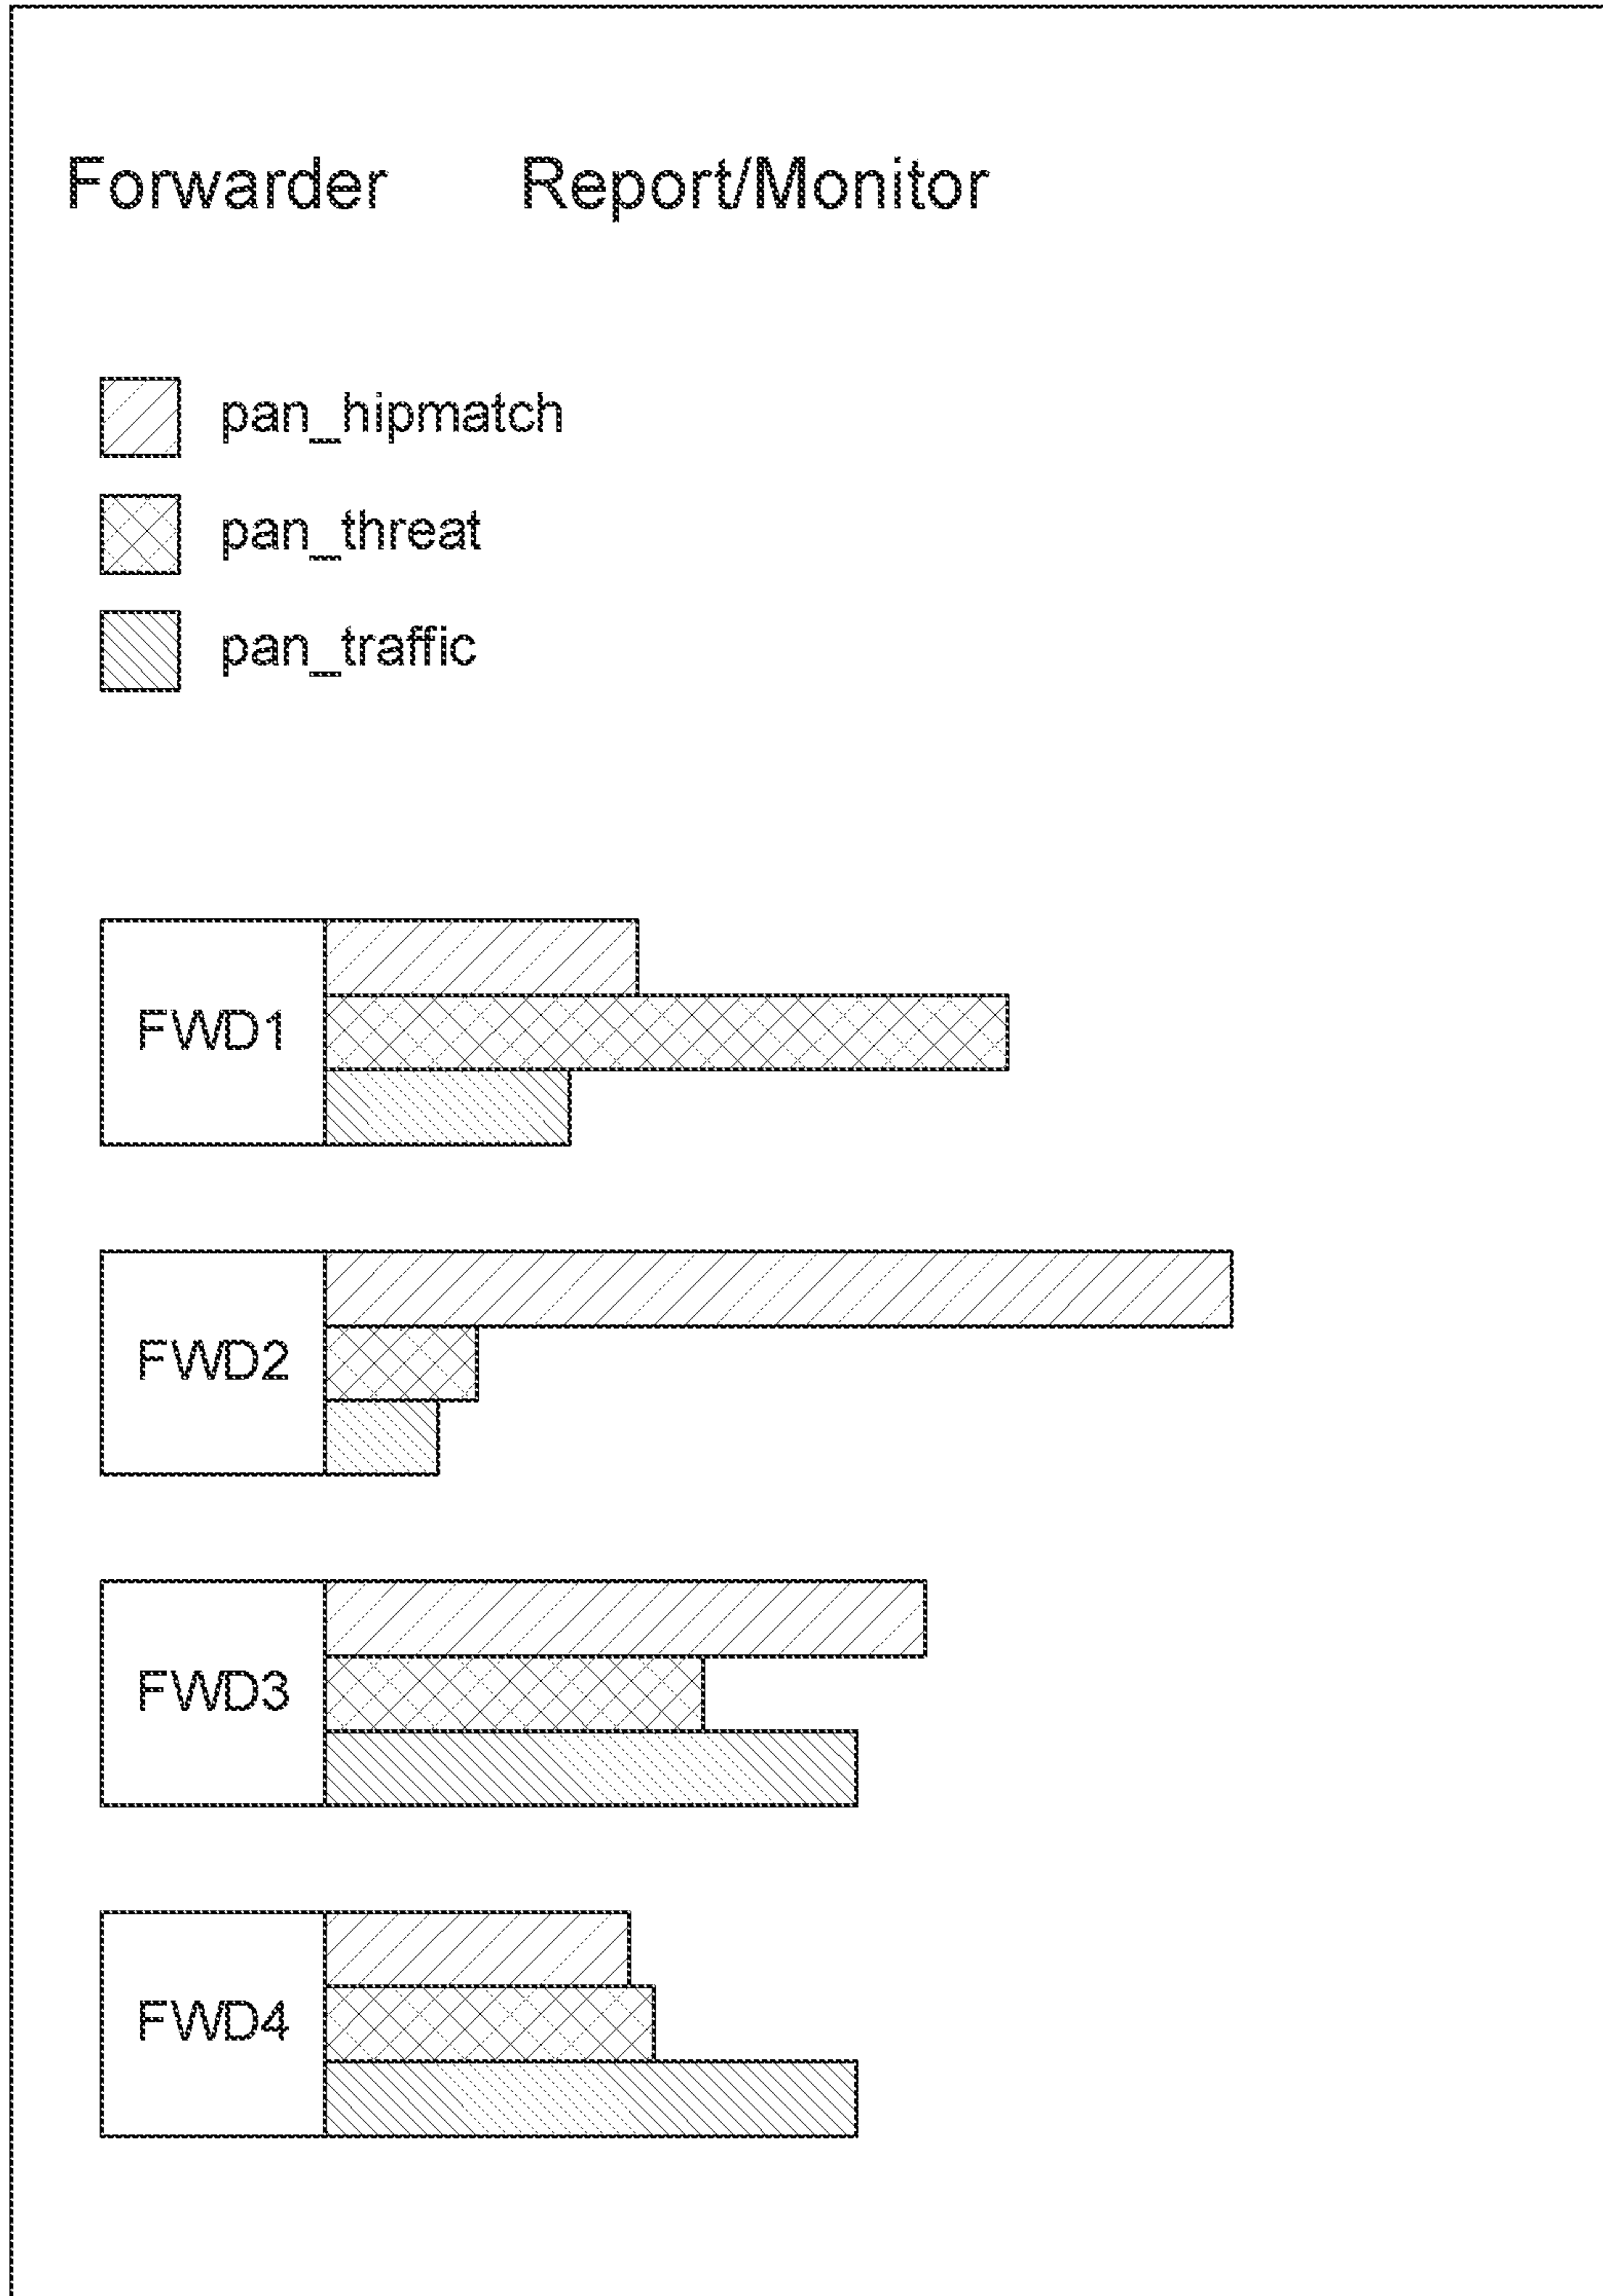 Forwarder Report/Monitor
pan_hipmatch
pan_threat
pan_traffic
FWD1
FWD2
FWD3
FWD4